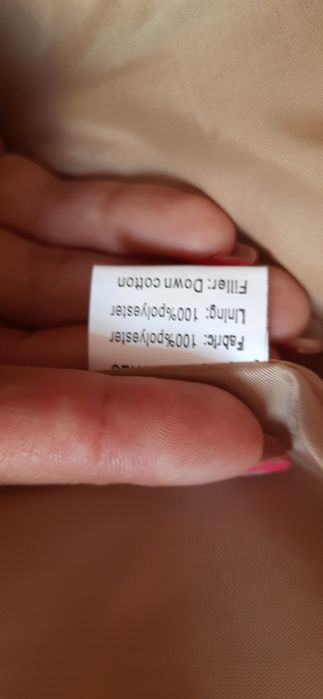 Fabric: 100%polyester
Lining: 100%polyester
Filler: Down cotton